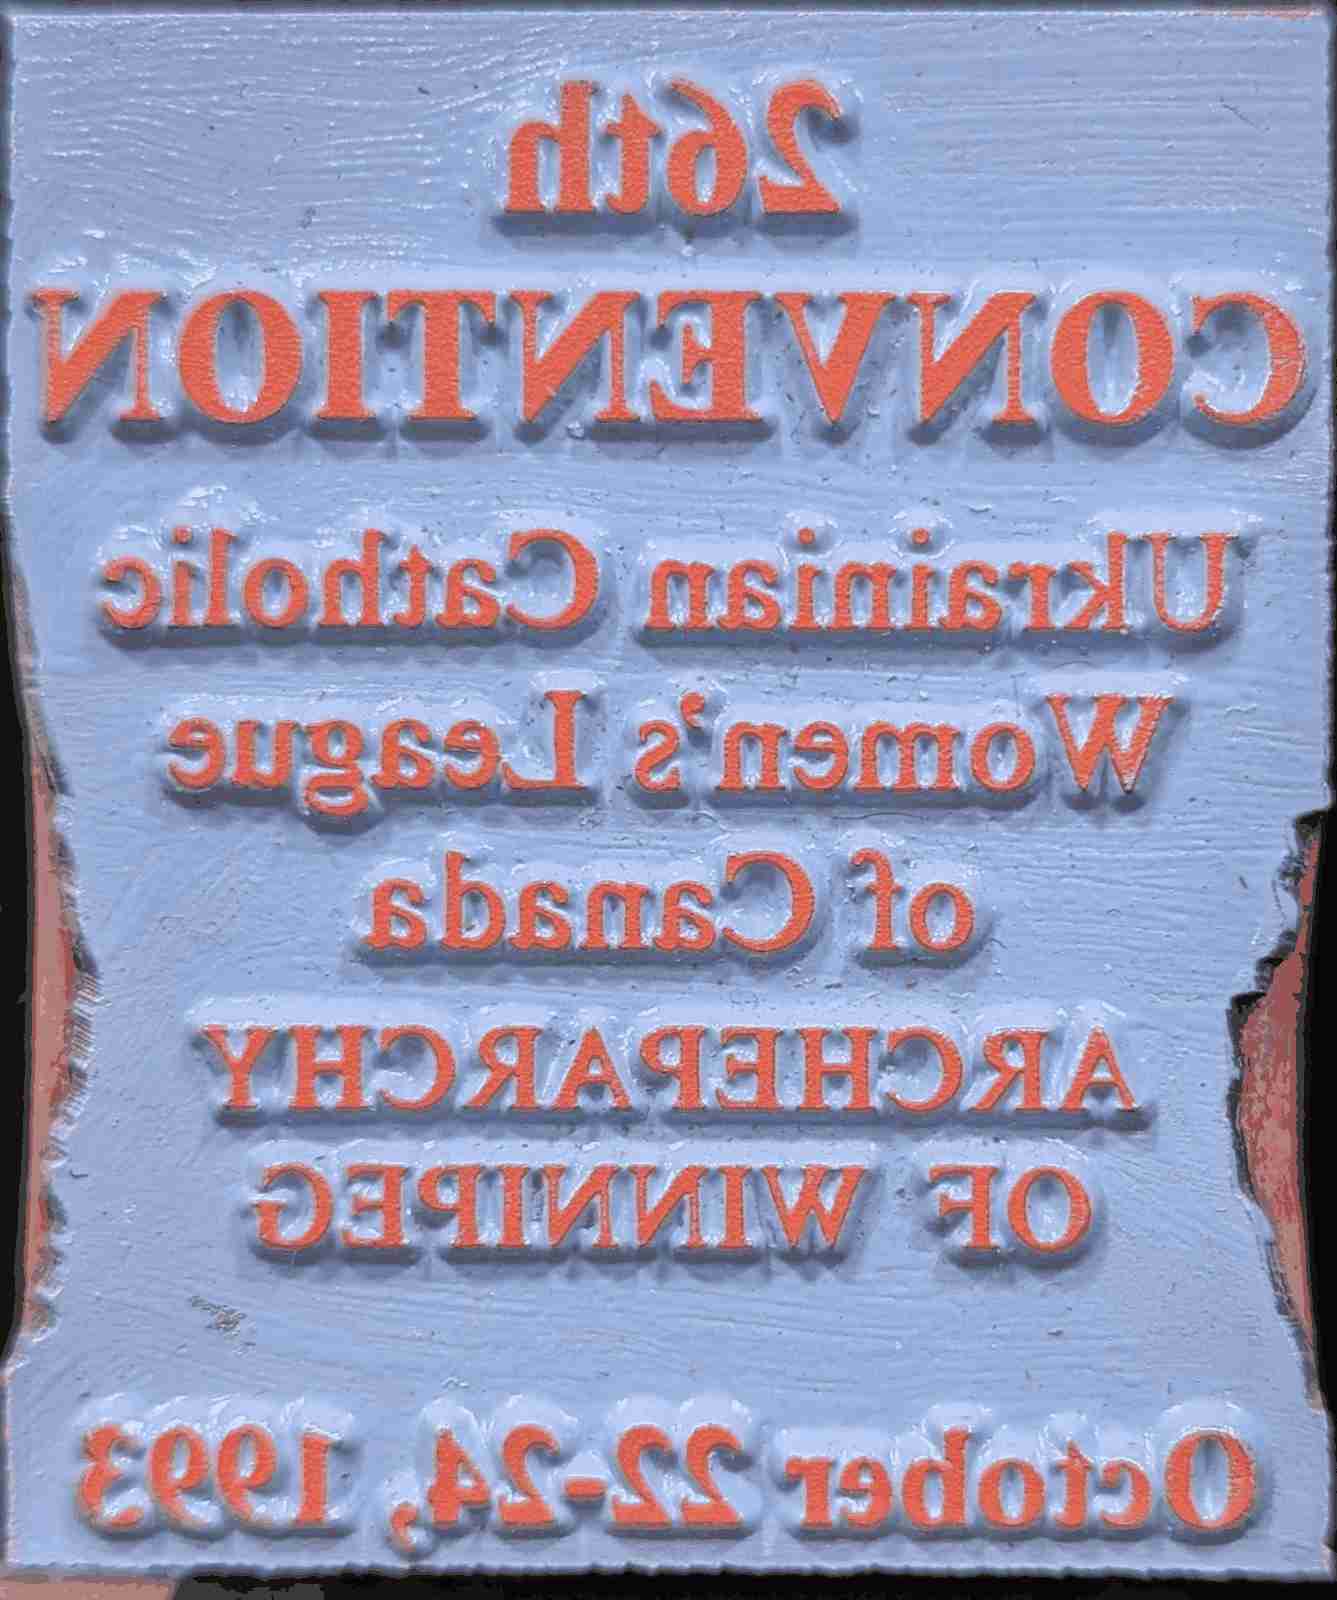 26th
CONVENTION
Ukrainian Catholic
Women's League
of Canada
ARCHEPARCHY
OF WINNIPEG
October 22-24, 1993